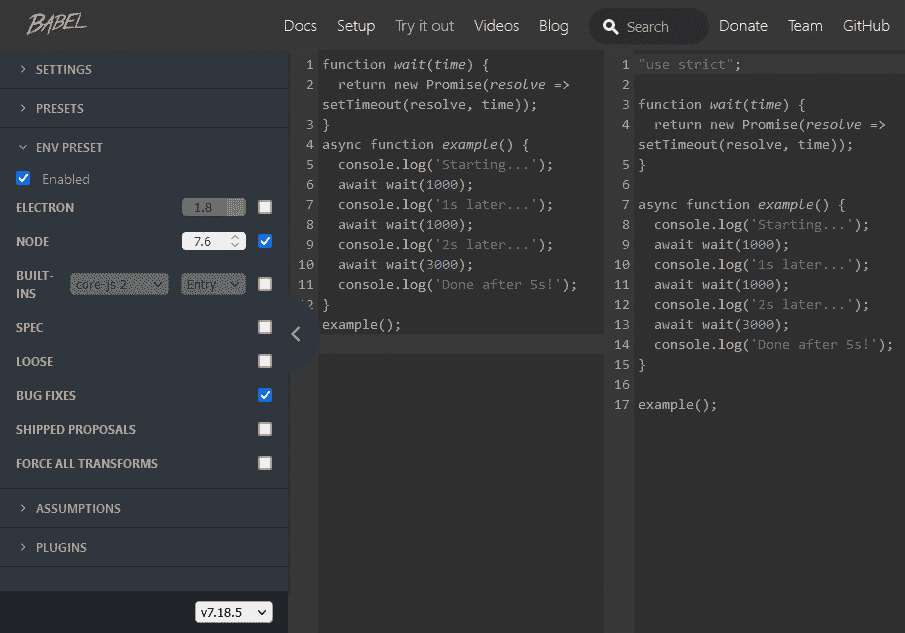 BABEL
Docs Setup Try it out Videos Blog Search Donate Team GitHub
SETTINGS
PRESETS
ENV PRESET
Enabled
ELECTRON 1.8
NODE 7.6
BUILT-
INS core-js 2 Entry
SPEC
LOOSE
BUG FIXES
SHIPPED PROPOSALS
FORCE ALL TRANSFORMS
ASSUMPTIONS
PLUGINS
v7.18.5
1 function wait(time) {
2 return new Promise(resolve =>
setTimeout(resolve, time));
3 }
4 async function example() {
5 console.log('Starting...');
6 await wait(1000);
7 console.log('1s later...');
8 await wait(1000);
9 console.log('2s later...');
10 await wait(3000);
11 console.log('Done after 5s!');
12 }
example();
1 "use strict";
2
3 function wait(time) {
4 return new Promise(resolve =>
setTimeout(resolve, time));
5 }
6
7 async function example() {
8 console.log('Starting...');
9 await wait(1000);
10 console.log('1s later...');
11 await wait(1000);
12 console.log('2s later...');
13 await wait(3000);
14 console.log('Done after 5s!');
15 }
16
17 example();